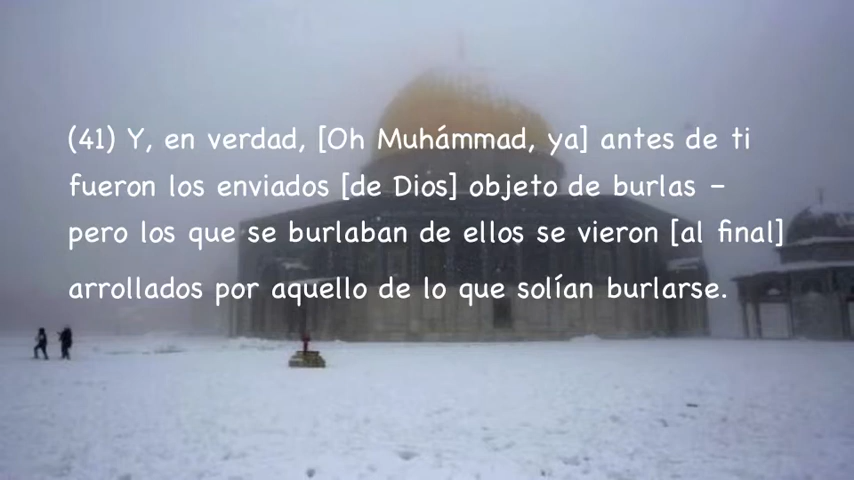 (41) Y, en verdad, [Oh Muhámmad, ya] antes de ti
fueron los enviados [de Dios] objeto de burlas –
pero los que se burlaban de ellos se vieron [al final]
arrollados por aquello de lo que solían burlarse.